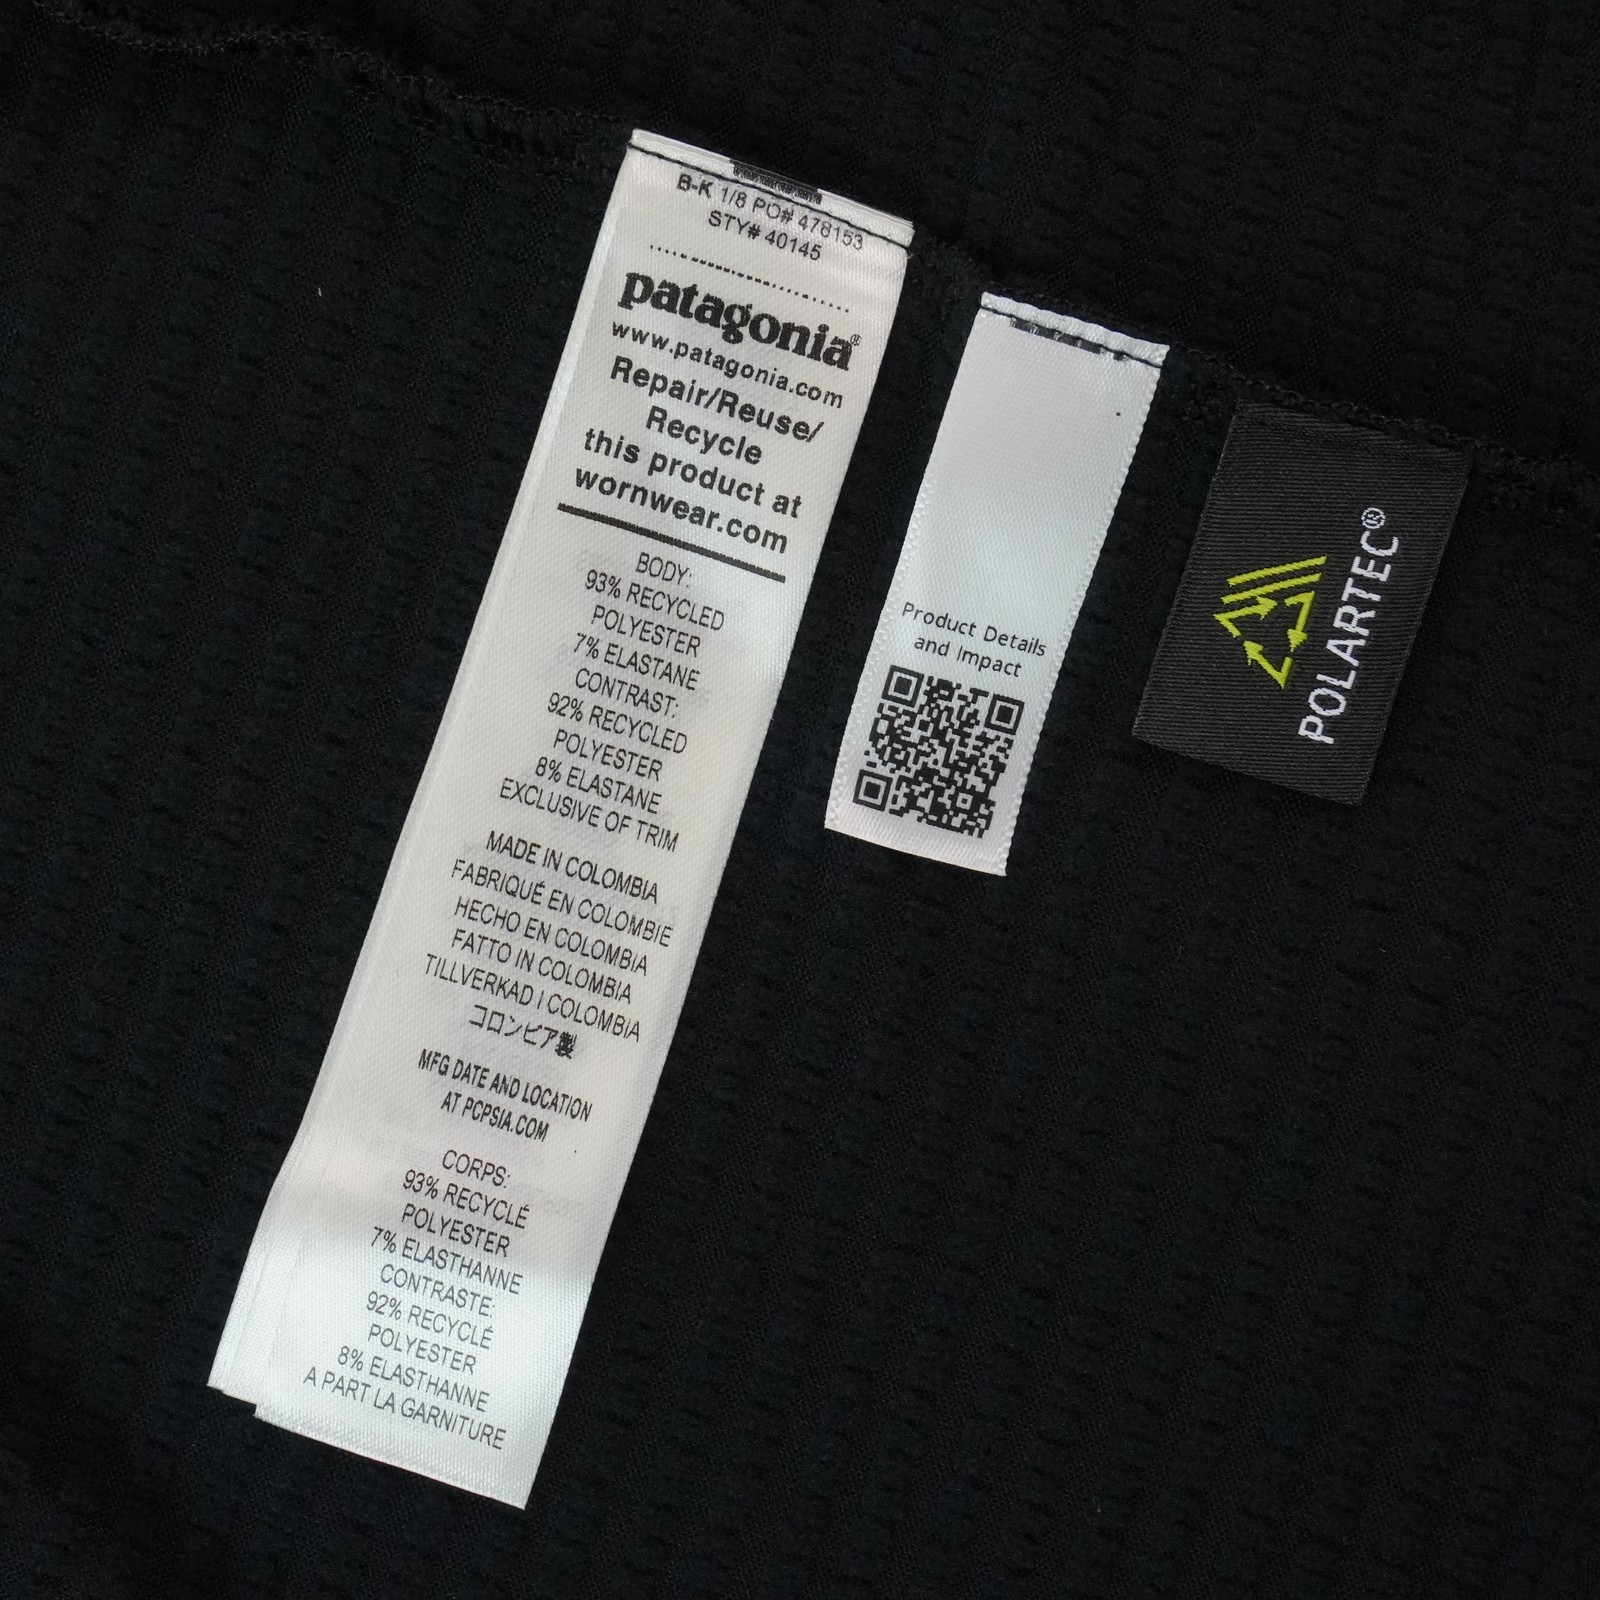 B-K 1/8 PO# 478153
STY# 40145
patagonia®
www.patagonia.com
Repair/Reuse/
Recycle
this product at
wornwear.com
BODY:
93% RECYCLED
POLYESTER
7% ELASTANE
CONTRAST:
92% RECYCLED
POLYESTER
8% ELASTANE
EXCLUSIVE OF TRIM
MADE IN COLOMBIA
FABRIQUÉ EN COLOMBIE
HECHO EN COLOMBIA
FATTO IN COLOMBIA
TILLVERKAD I COLOMBIA
コロンビア製
MFG DATE AND LOCATION
AT PCPSIA.COM
CORPS:
93% RECYCLÉ
POLYESTER
7% ELASTHANNE
CONTRASTE:
92% RECYCLÉ
POLYESTER
8% ELASTHANNE
A PART LA GARNITURE
Product Details
and Impact
POLARTEC®